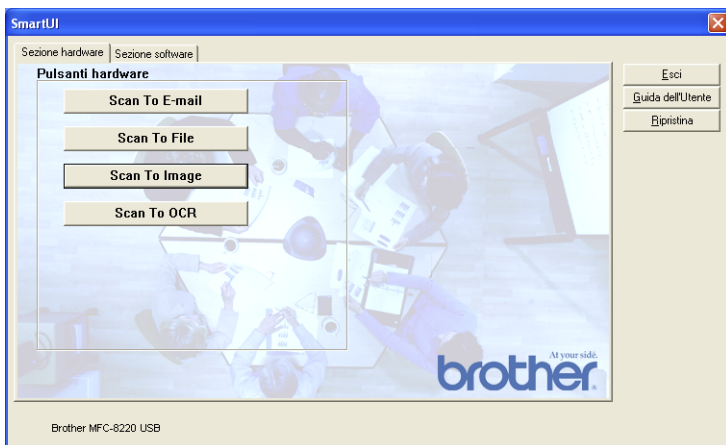 SmartUI
Sezione hardware
Sezione software
Pulsanti hardware
Scan To E-mail
Scan To File
Scan To Image
Scan To OCR
Esci
Guida dell'Utente
Ripristina
At your side.
brother
Brother MFC-8220 USB